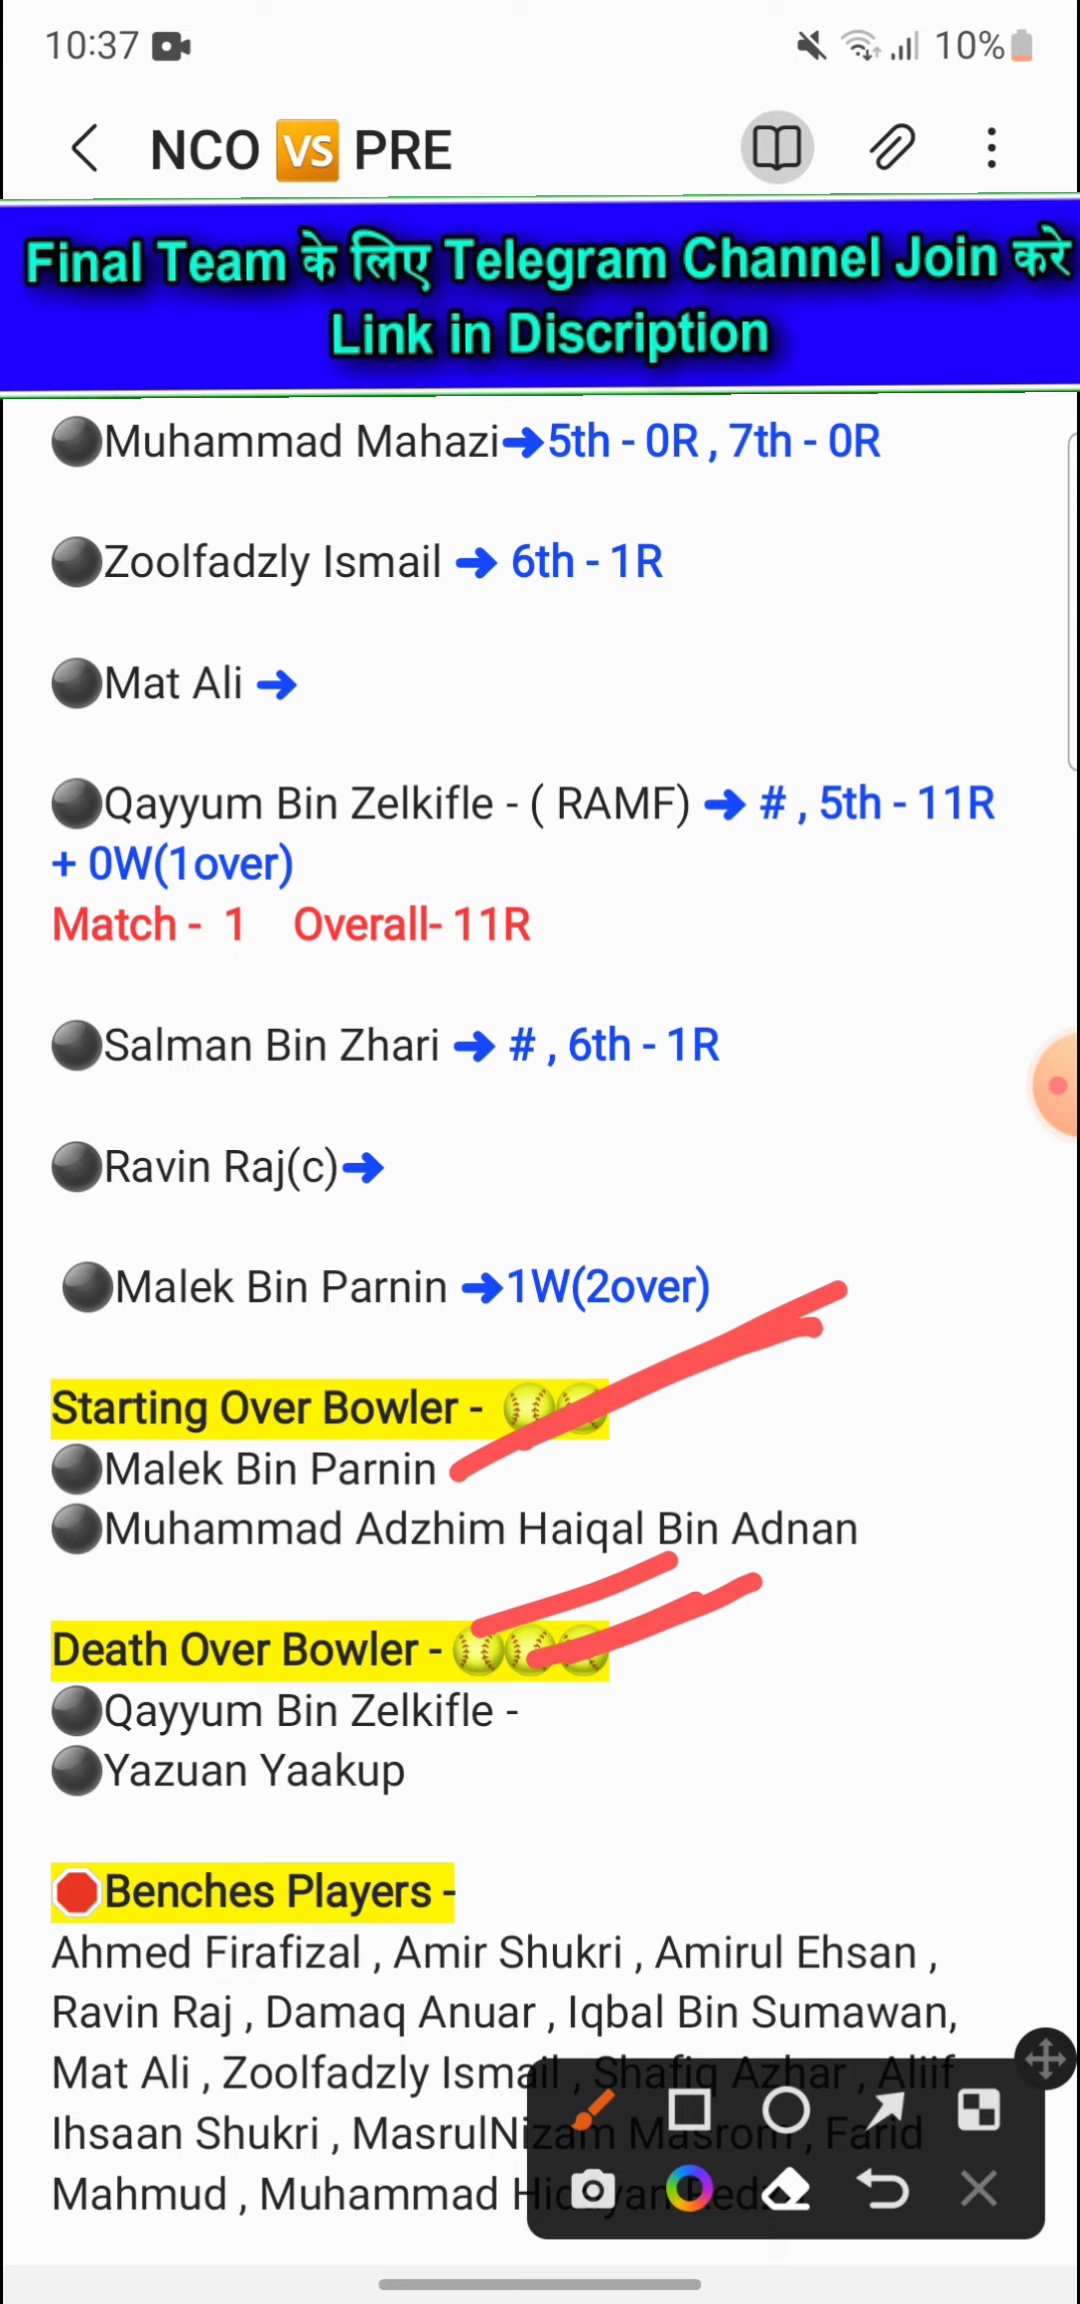 10:37 10%
NCO VS PRE
Final Team के लिए Telegram Channel Join करे
Link in Discription
Muhammad Mahazi➔5th - 0R , 7th - 0R
Zoolfadzly Ismail ➔ 6th - 1R
Mat Ali ➔
Qayyum Bin Zelkifle - ( RAMF) ➔ # , 5th - 11R
+ 0W(1over)
Match - 1 Overall- 11R
Salman Bin Zhari ➔ # , 6th - 1R
Ravin Raj(c)➔
Malek Bin Parnin ➔1W(2over)
Starting Over Bowler -
Malek Bin Parnin
Muhammad Adzhim Haiqal Bin Adnan
Death Over Bowler -
Qayyum Bin Zelkifle -
Yazuan Yaakup
Benches Players -
Ahmed Firafizal , Amir Shukri , Amirul Ehsan ,
Ravin Raj , Damaq Anuar , Iqbal Bin Sumawan,
Mat Ali , Zoolfadzly Ismail , Shafiq Azhar , Aliif
Ihsaan Shukri , MasrulNizam Masrom , Farid
Mahmud , Muhammad